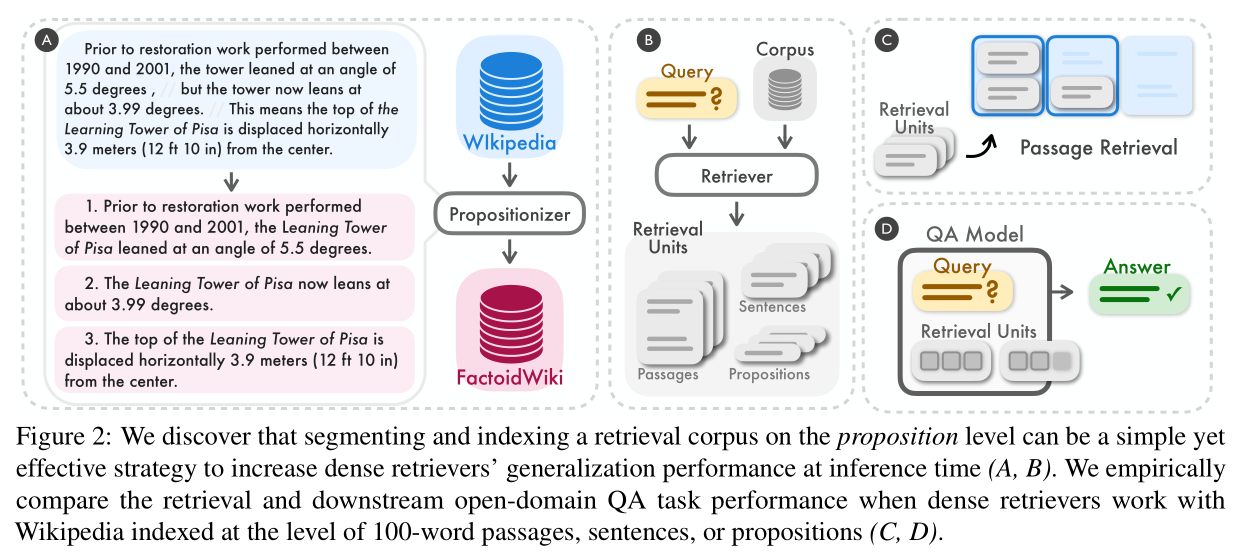 A
Prior to restoration work performed between
1990 and 2001, the tower leaned at an angle of
5.5 degrees , // but the tower now leans at
about 3.99 degrees. // This means the top of the
Learning Tower of Pisa is displaced horizontally
3.9 meters (12 ft 10 in) from the center.
1. Prior to restoration work performed
between 1990 and 2001, the Leaning Tower
of Pisa leaned at an angle of 5.5 degrees.
2. The Leaning Tower of Pisa now leans at
about 3.99 degrees.
3. The top of the Leaning Tower of Pisa is
displaced horizontally 3.9 meters (12 ft 10 in)
from the center.
WIkipedia
Propositionizer
FactoidWiki
B
Query
?
Corpus
Retriever
Retrieval
Units
Passages
Sentences
Propositions
C
Retrieval
Units
Passage Retrieval
D
QA Model
Query
?
Retrieval Units
Answer
✓
Figure 2: We discover that segmenting and indexing a retrieval corpus on the proposition level can be a simple yet
effective strategy to increase dense retrievers' generalization performance at inference time (A, B). We empirically
compare the retrieval and downstream open-domain QA task performance when dense retrievers work with
Wikipedia indexed at the level of 100-word passages, sentences, or propositions (C, D).